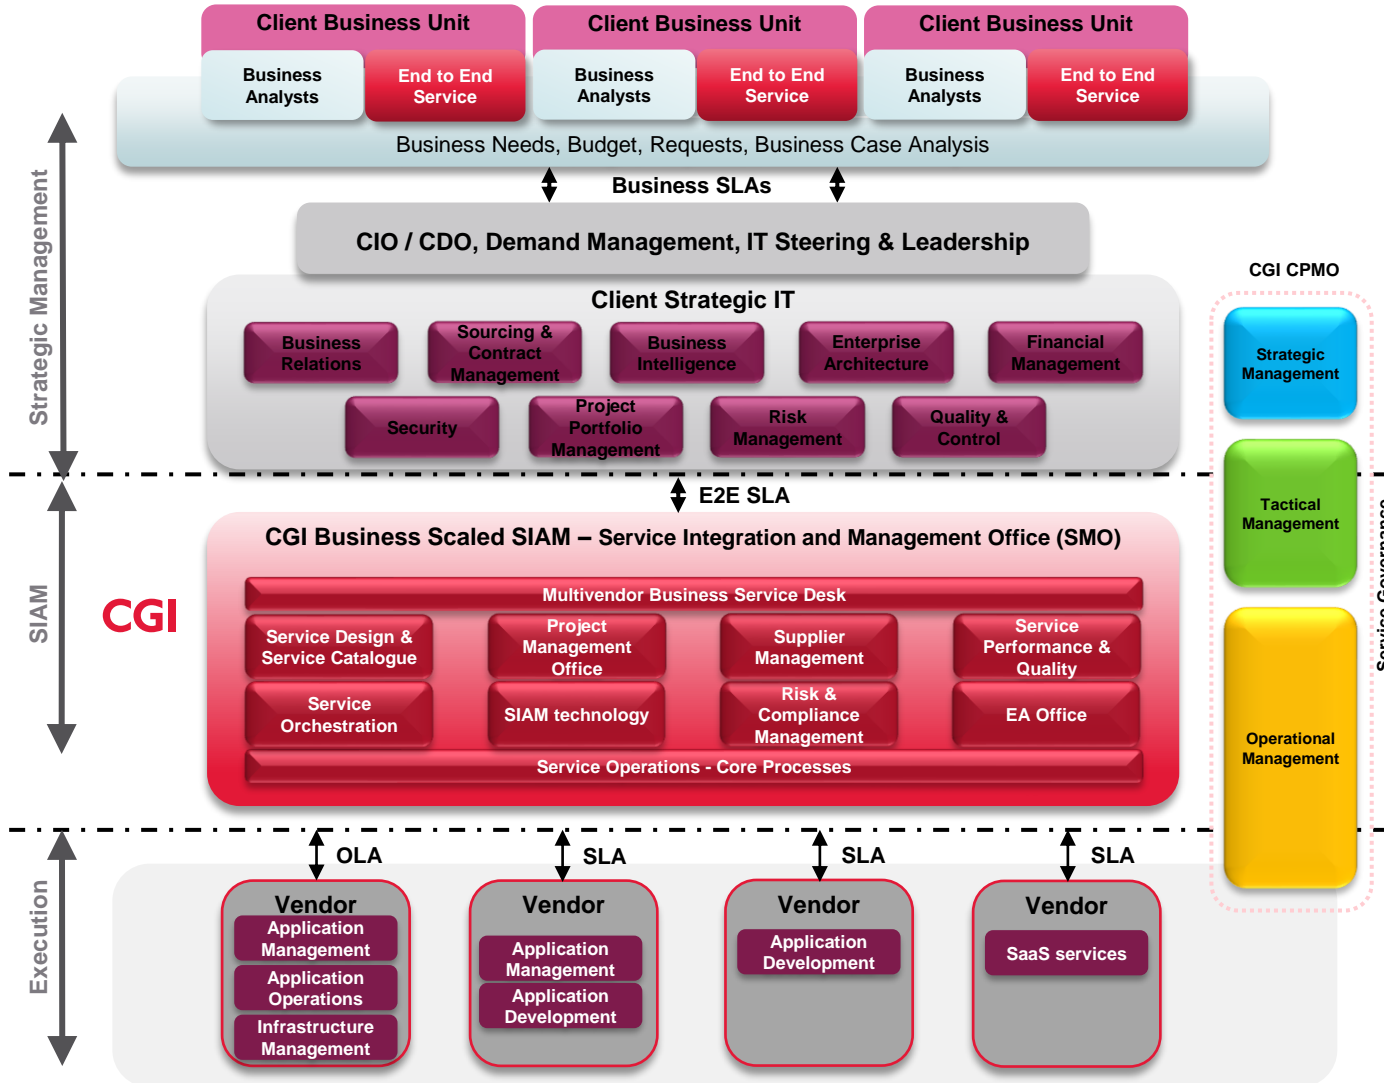 Client Business Unit
Client Business Unit
Client Business Unit
Business
Analysts
End to End
Service
Business
Analysts
End to End
Service
Business
Analysts
End to End
Service
Business Needs, Budget, Requests, Business Case Analysis
Business SLAs
CIO / CDO, Demand Management, IT Steering & Leadership
Strategic Management
Client Strategic IT
Business
Relations
Sourcing &
Contract
Management
Business
Intelligence
Enterprise
Architecture
Financial
Management
Security
Project
Portfolio
Management
Risk
Management
Quality &
Control
CGI CPMO
Strategic
Management
Tactical
Management
Operational
Management
Service Governance
E2E SLA
SIAM
CGI
CGI Business Scaled SIAM – Service Integration and Management Office (SMO)
Multivendor Business Service Desk
Service Design &
Service Catalogue
Project
Management
Office
Supplier
Management
Service
Performance &
Quality
Service
Orchestration
SIAM technology
Risk &
Compliance
Management
EA Office
Service Operations - Core Processes
OLA
SLA
SLA
SLA
Execution
Vendor
Application
Management
Application
Operations
Infrastructure
Management
Vendor
Application
Management
Application
Development
Vendor
Application
Development
Vendor
SaaS services